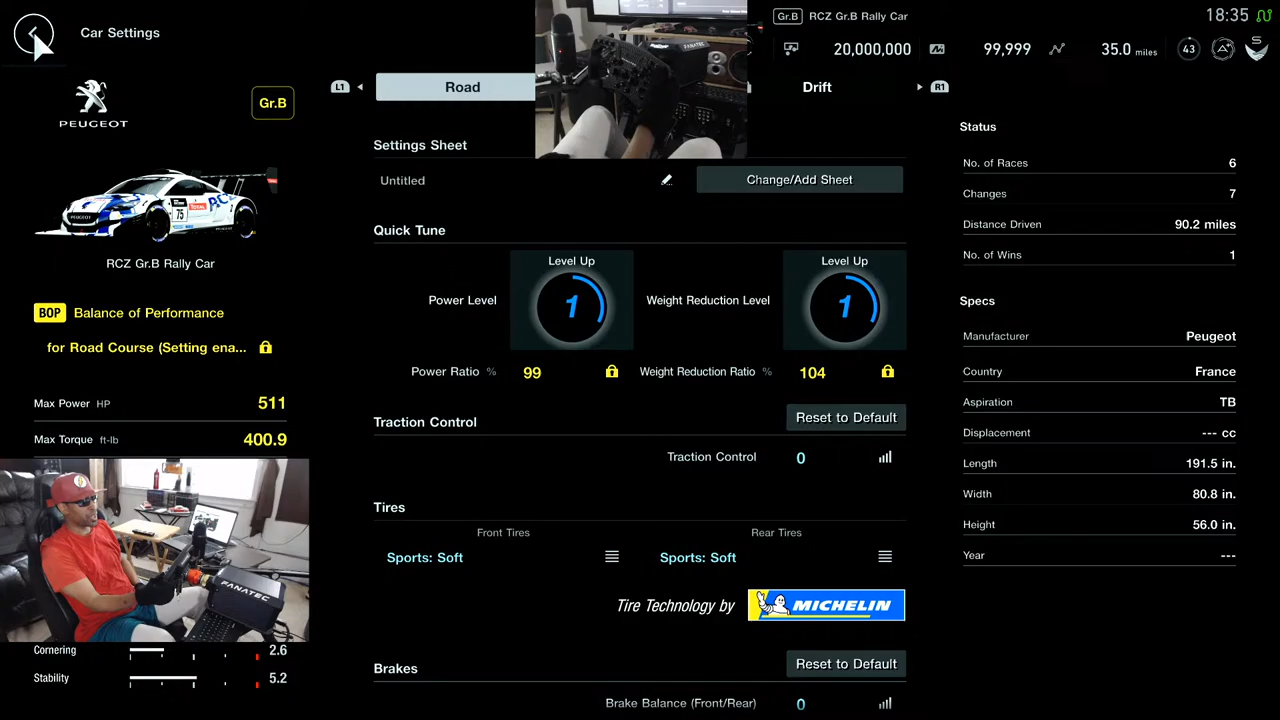 Car Settings
Gr.B RCZ Gr.B Rally Car
18:35
20,000,000
99,999
35.0 miles
43
S
PEUGEOT
Gr.B
L1
Road
Drift
R1
Settings Sheet
Untitled
Change/Add Sheet
Quick Tune
Level Up
Level Up
Power Level
1
Weight Reduction Level
1
Power Ratio %
99
Weight Reduction Ratio %
104
RCZ Gr.B Rally Car
75
PEUGEOT
TOTAL
BOP Balance of Performance
for Road Course (Setting ena...
Max Power HP
511
Max Torque ft-lb
400.9
Traction Control
Reset to Default
Traction Control
0
Tires
Front Tires
Rear Tires
Sports: Soft
Sports: Soft
Tire Technology by
MICHELIN
Brakes
Reset to Default
Brake Balance (Front/Rear)
0
FANATEC
FANATEC
Cornering
2.6
Stability
5.2
Status
No. of Races
6
Changes
7
Distance Driven
90.2 miles
No. of Wins
1
Specs
Manufacturer
Peugeot
Country
France
Aspiration
TB
Displacement
--- cc
Length
191.5 in.
Width
80.8 in.
Height
56.0 in.
Year
---